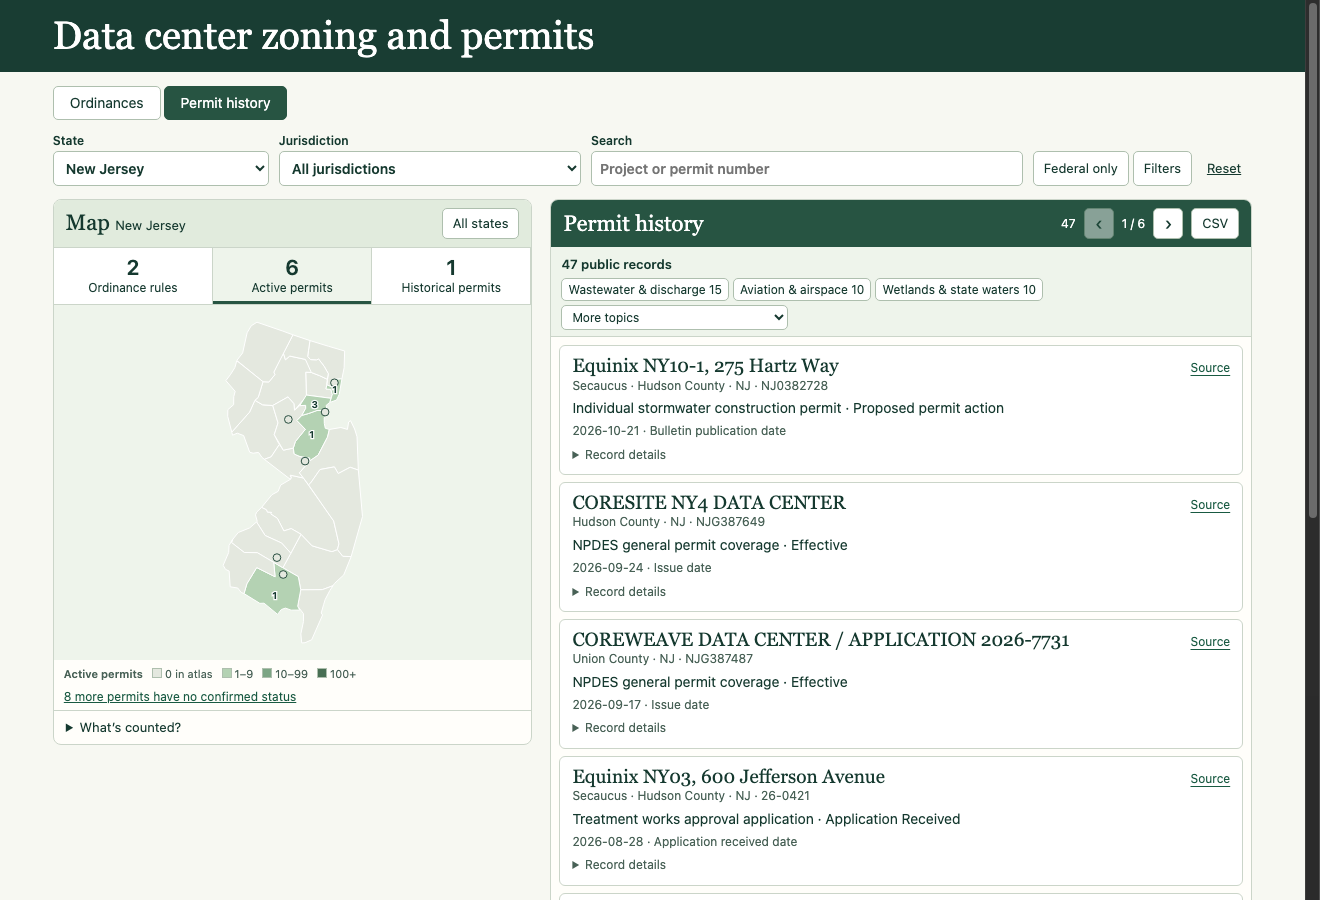 Data center zoning and permits
Ordinances
Permit history
State
Jurisdiction
Search
New Jersey
All jurisdictions
Project or permit number
Federal only
Filters
Reset
Map New Jersey
All states
2
Ordinance rules
6
Active permits
1
Historical permits
1
3
1
1
Active permits 0 in atlas 1–9 10–99 100+
8 more permits have no confirmed status
What's counted?
Permit history
47 ‹ 1 / 6 › CSV
47 public records
Wastewater & discharge 15
Aviation & airspace 10
Wetlands & state waters 10
More topics
Equinix NY10-1, 275 Hartz Way
Source
Secaucus · Hudson County · NJ · NJ0382728
Individual stormwater construction permit · Proposed permit action
2026-10-21 · Bulletin publication date
Record details
CORESITE NY4 DATA CENTER
Source
Hudson County · NJ · NJG387649
NPDES general permit coverage · Effective
2026-09-24 · Issue date
Record details
COREWEAVE DATA CENTER / APPLICATION 2026-7731
Source
Union County · NJ · NJG387487
NPDES general permit coverage · Effective
2026-09-17 · Issue date
Record details
Equinix NY03, 600 Jefferson Avenue
Source
Secaucus · Hudson County · NJ · 26-0421
Treatment works approval application · Application Received
2026-08-28 · Application received date
Record details